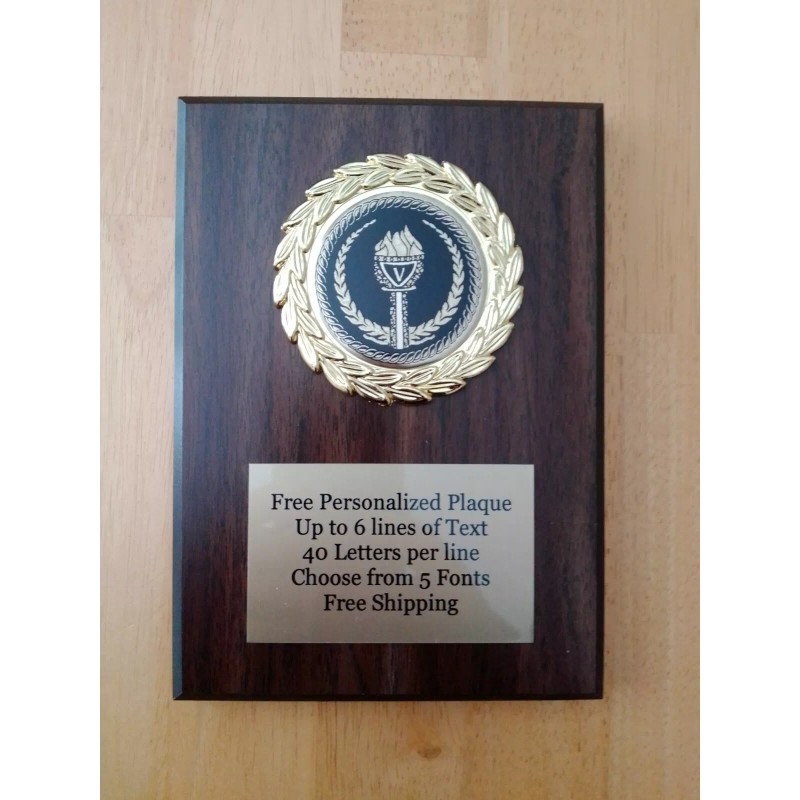 V
Free Personalized Plaque
Up to 6 lines of Text
40 Letters per line
Choose from 5 Fonts
Free Shipping